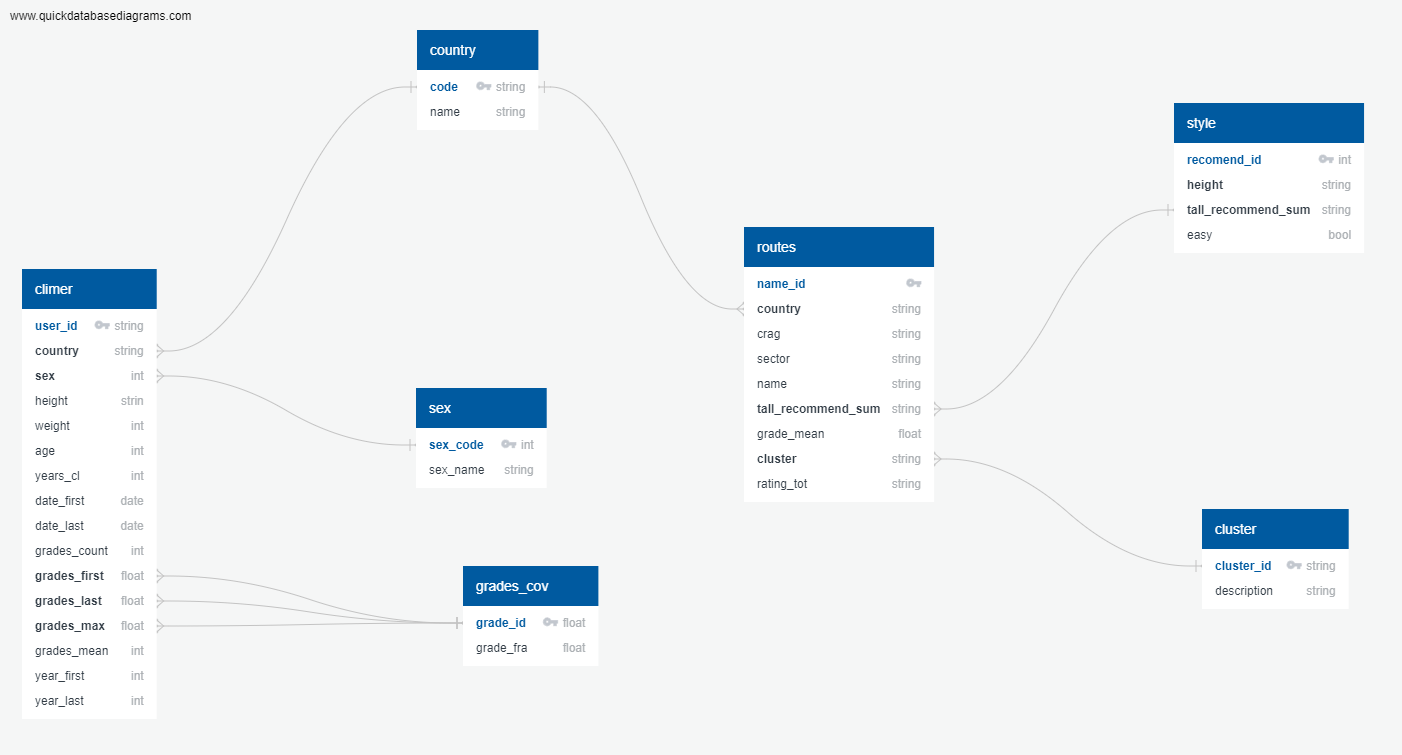 www.quickdatabasediagrams.com
country
code string
name string
style
recomend_id int
height string
tall_recommend_sum string
easy bool
routes
name_id
country string
crag string
sector string
name string
tall_recommend_sum string
grade_mean float
cluster string
rating_tot string
climer
user_id string
country string
sex int
height strin
weight int
age int
years_cl int
date_first date
date_last date
grades_count int
grades_first float
grades_last float
grades_max float
grades_mean int
year_first int
year_last int
sex
sex_code int
sex_name string
grades_cov
grade_id float
grade_fra float
cluster
cluster_id string
description string